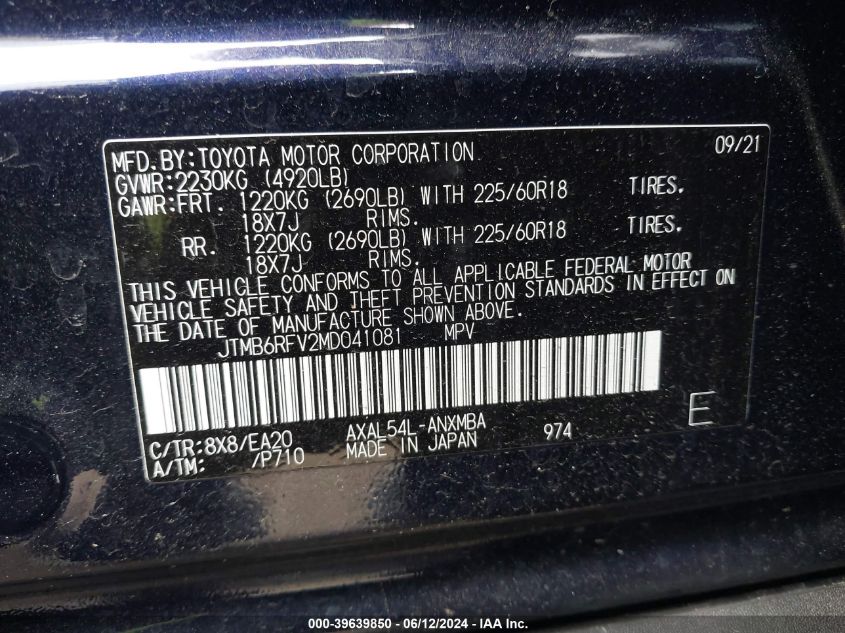 MFD.BY:TOYOTA MOTOR CORPORATION 09/21
GVWR:2230KG (4920LB)
GAWR:FRT. 1220KG (2690LB) WITH 225/60R18 TIRES.
18X7J RIMS.
RR. 1220KG (2690LB) WITH 225/60R18 TIRES.
18X7J RIMS.
THIS VEHICLE CONFORMS TO ALL APPLICABLE FEDERAL MOTOR
VEHICLE SAFETY AND THEFT PREVENTION STANDARDS IN EFFECT ON
THE DATE OF MANUFACTURE SHOWN ABOVE.
JTMB6RFV2MD041081 MPV
C/TR:8X8/EA20 AXAL54L-ANXMBA 974 E
A/TM: /P710 MADE IN JAPAN
000-39639850 - 06/12/2024 - IAA Inc.